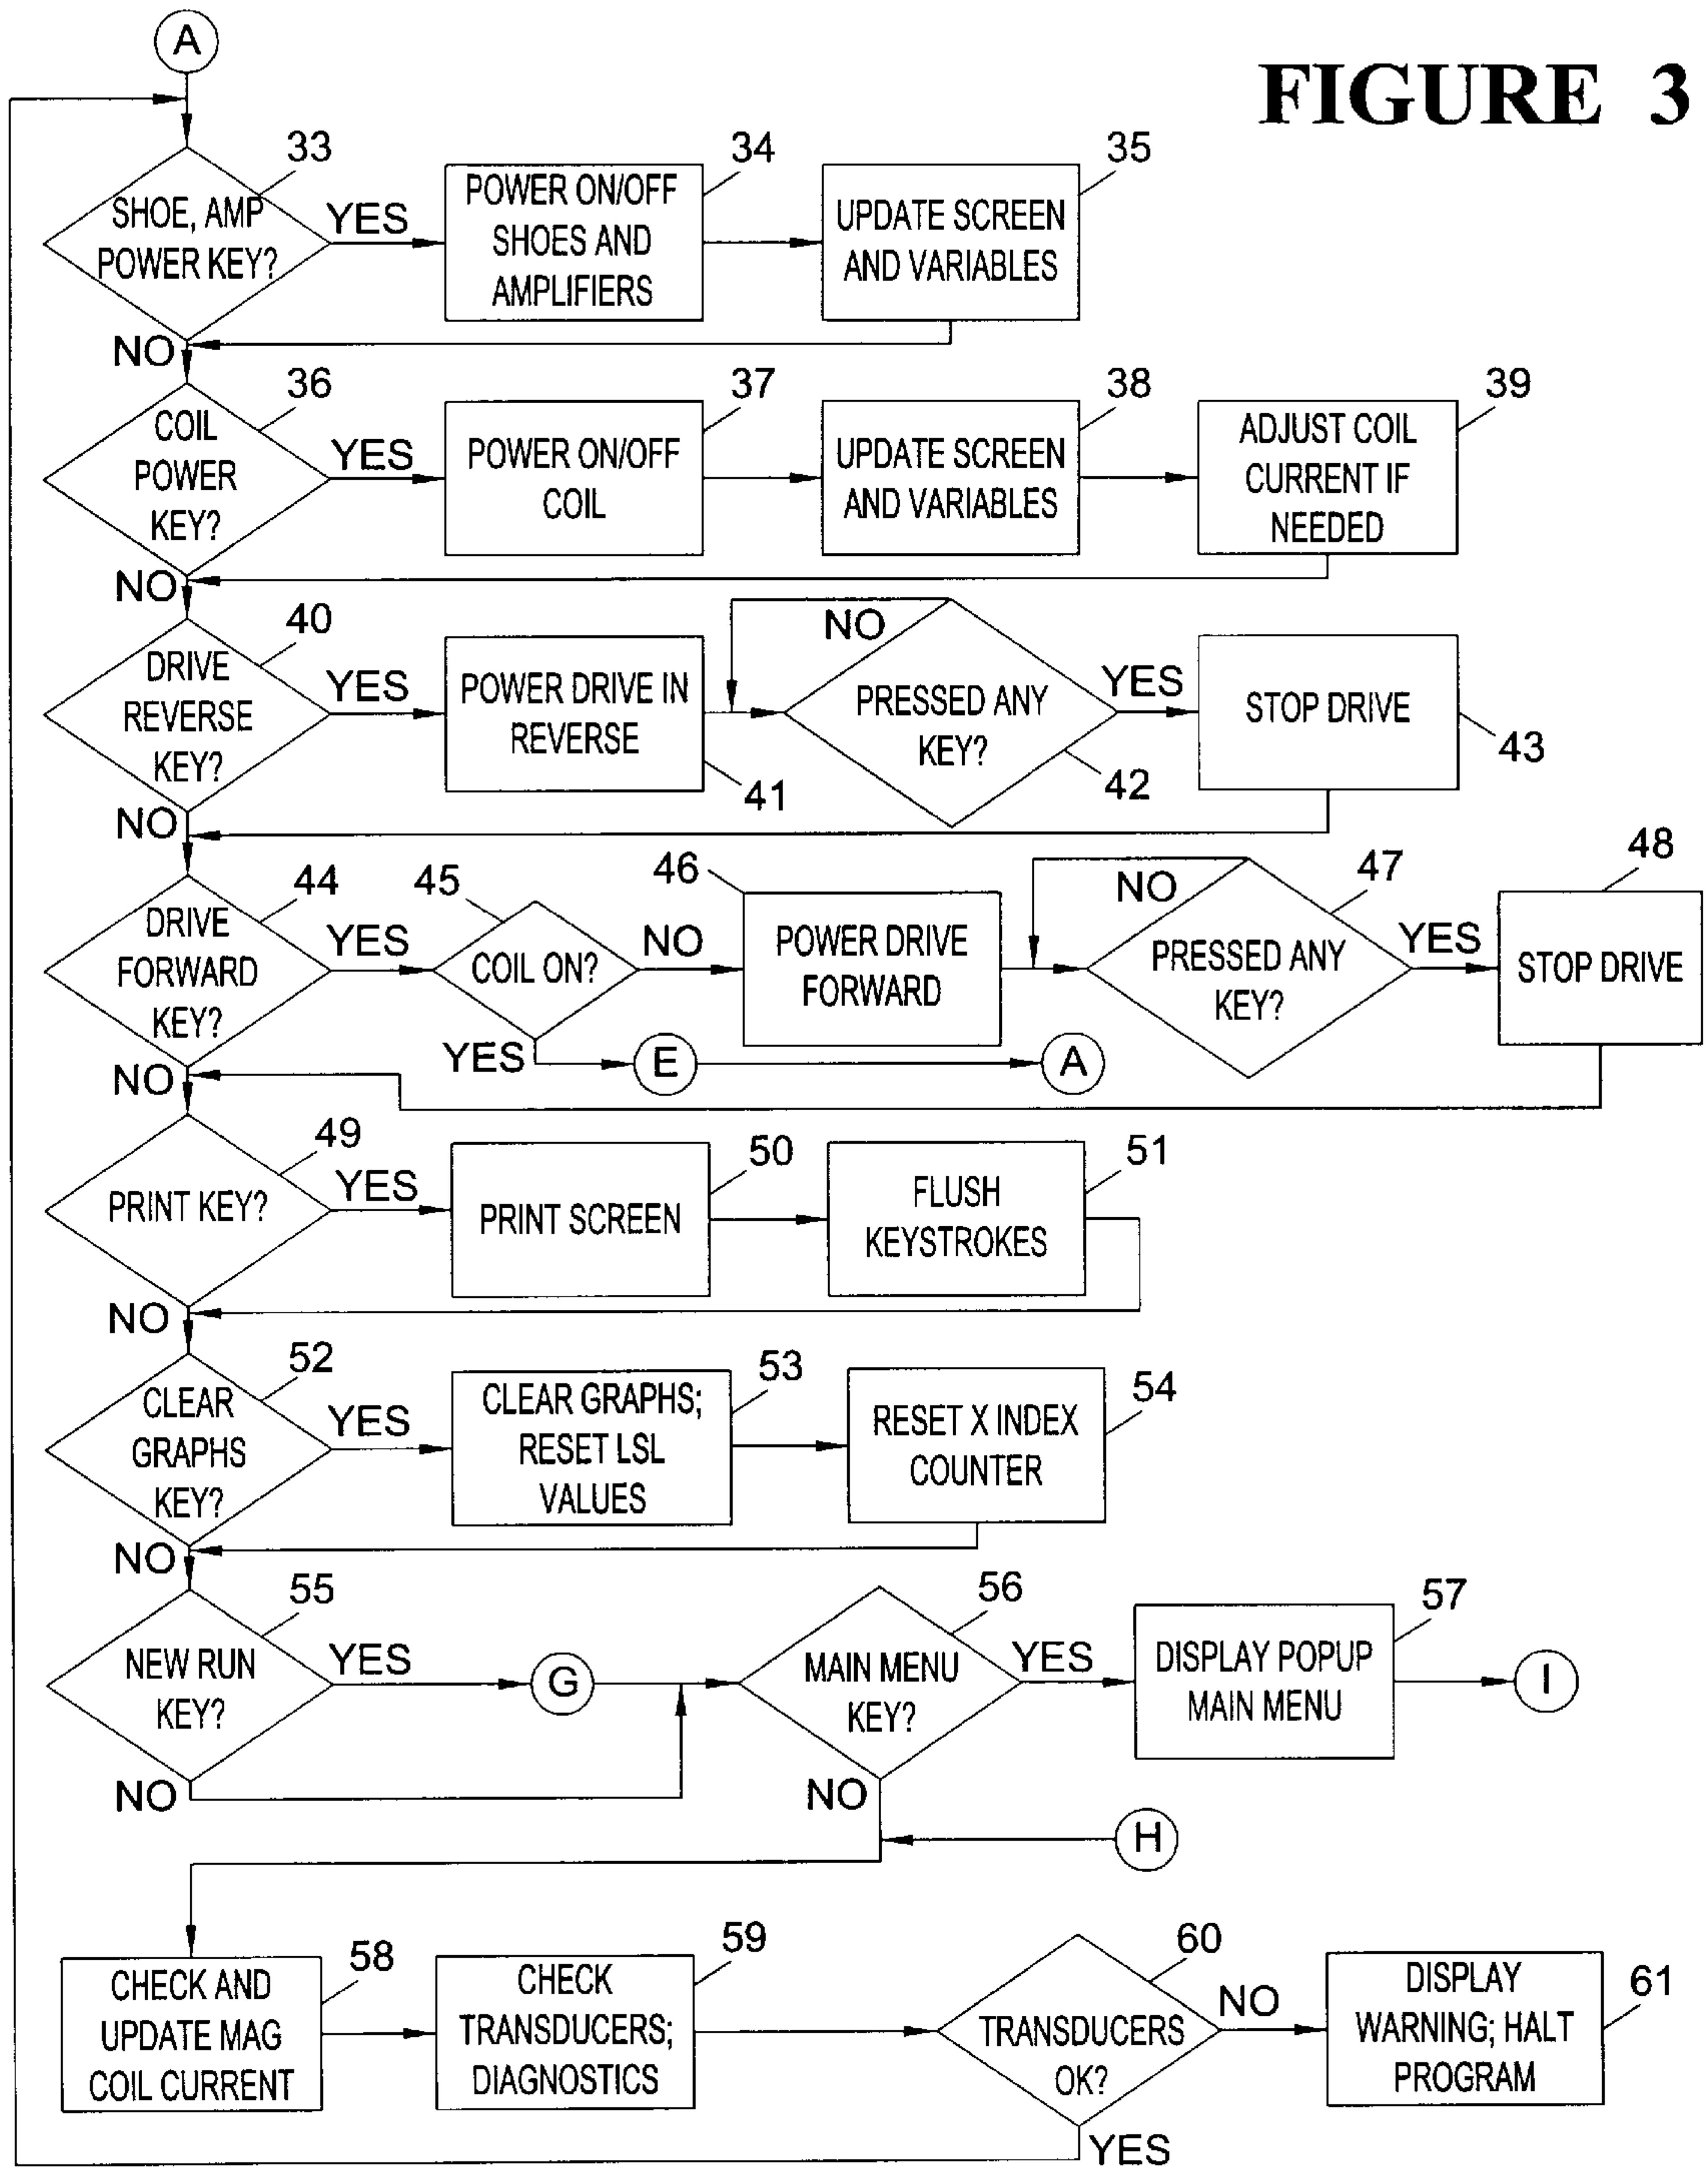 A
FIGURE 3
33
SHOE, AMP
POWER KEY?
YES
34
POWER ON/OFF
SHOES AND
AMPLIFIERS
35
UPDATE SCREEN
AND VARIABLES
NO
36
COIL
POWER
KEY?
YES
37
POWER ON/OFF
COIL
38
UPDATE SCREEN
AND VARIABLES
39
ADJUST COIL
CURRENT IF
NEEDED
NO
40
DRIVE
REVERSE
KEY?
YES
POWER DRIVE IN
REVERSE
41
NO
PRESSED ANY
KEY?
42
YES
STOP DRIVE
43
NO
44
DRIVE
FORWARD
KEY?
YES
45
COIL ON?
NO
46
POWER DRIVE
FORWARD
NO
47
PRESSED ANY
KEY?
YES
48
STOP DRIVE
YES
E
A
NO
49
PRINT KEY?
YES
50
PRINT SCREEN
51
FLUSH
KEYSTROKES
NO
52
CLEAR
GRAPHS
KEY?
YES
53
CLEAR GRAPHS;
RESET LSL
VALUES
54
RESET X INDEX
COUNTER
NO
55
NEW RUN
KEY?
YES
G
56
MAIN MENU
KEY?
YES
57
DISPLAY POPUP
MAIN MENU
I
NO
NO
H
58
CHECK AND
UPDATE MAG
COIL CURRENT
59
CHECK
TRANSDUCERS;
DIAGNOSTICS
60
TRANSDUCERS
OK?
NO
61
DISPLAY
WARNING; HALT
PROGRAM
YES